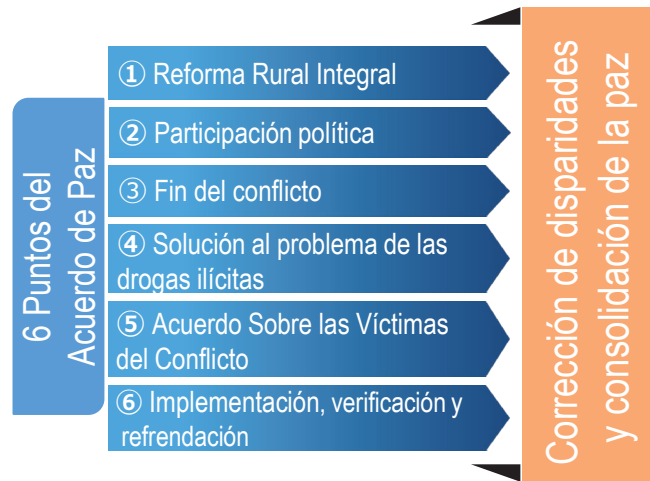 6 Puntos del
Acuerdo de Paz
① Reforma Rural Integral
② Participación política
③ Fin del conflicto
④ Solución al problema de las
drogas ilícitas
⑤ Acuerdo Sobre las Víctimas
del Conflicto
⑥ Implementación, verificación y
refrendación
Corrección de disparidades
y consolidación de la paz